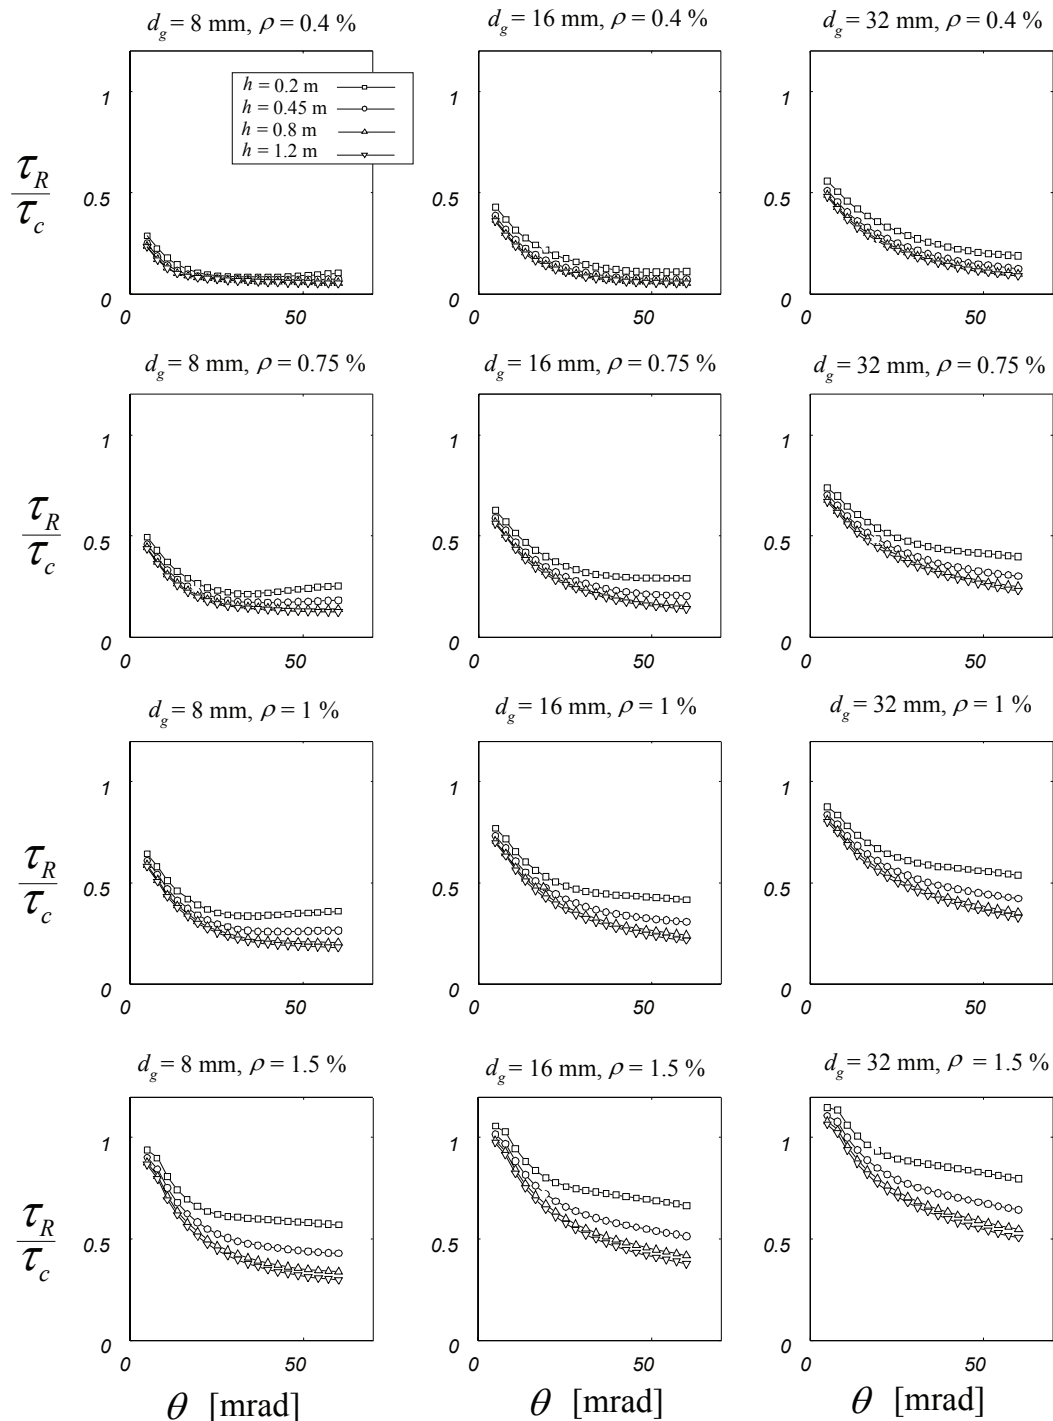 d_g = 8 mm, ρ = 0.4 %
d_g = 16 mm, ρ = 0.4 %
d_g = 32 mm, ρ = 0.4 %
1
1
1
h = 0.2 m
h = 0.45 m
h = 0.8 m
h = 1.2 m
τ_R
τ_c
0.5
0.5
0.5
0
0
0
0
50
0
50
0
50
d_g = 8 mm, ρ = 0.75 %
d_g = 16 mm, ρ = 0.75 %
d_g = 32 mm, ρ = 0.75 %
1
1
1
τ_R
τ_c
0.5
0.5
0.5
0
0
0
0
50
0
50
0
50
d_g = 8 mm, ρ = 1 %
d_g = 16 mm, ρ = 1 %
d_g = 32 mm, ρ = 1 %
1
1
1
τ_R
τ_c
0.5
0.5
0.5
0
0
0
0
50
0
50
0
50
d_g = 8 mm, ρ = 1.5 %
d_g = 16 mm, ρ = 1.5 %
d_g = 32 mm, ρ = 1.5 %
1
1
1
τ_R
τ_c
0.5
0.5
0.5
0
0
0
0
50
0
50
0
50
θ [mrad]
θ [mrad]
θ [mrad]